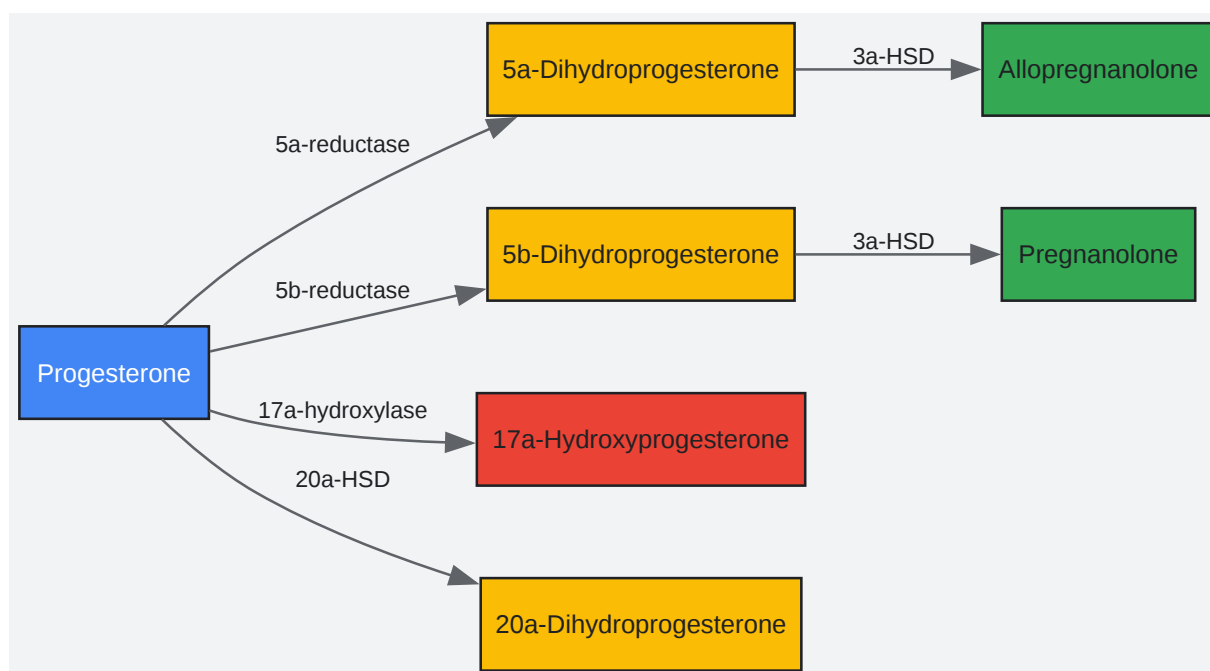 5a-Dihydroprogesterone
3a-HSD
Allopregnanolone
5a-reductase
5b-Dihydroprogesterone
3a-HSD
Pregnanolone
5b-reductase
Progesterone
17a-hydroxylase
17a-Hydroxyprogesterone
20a-HSD
20a-Dihydroprogesterone